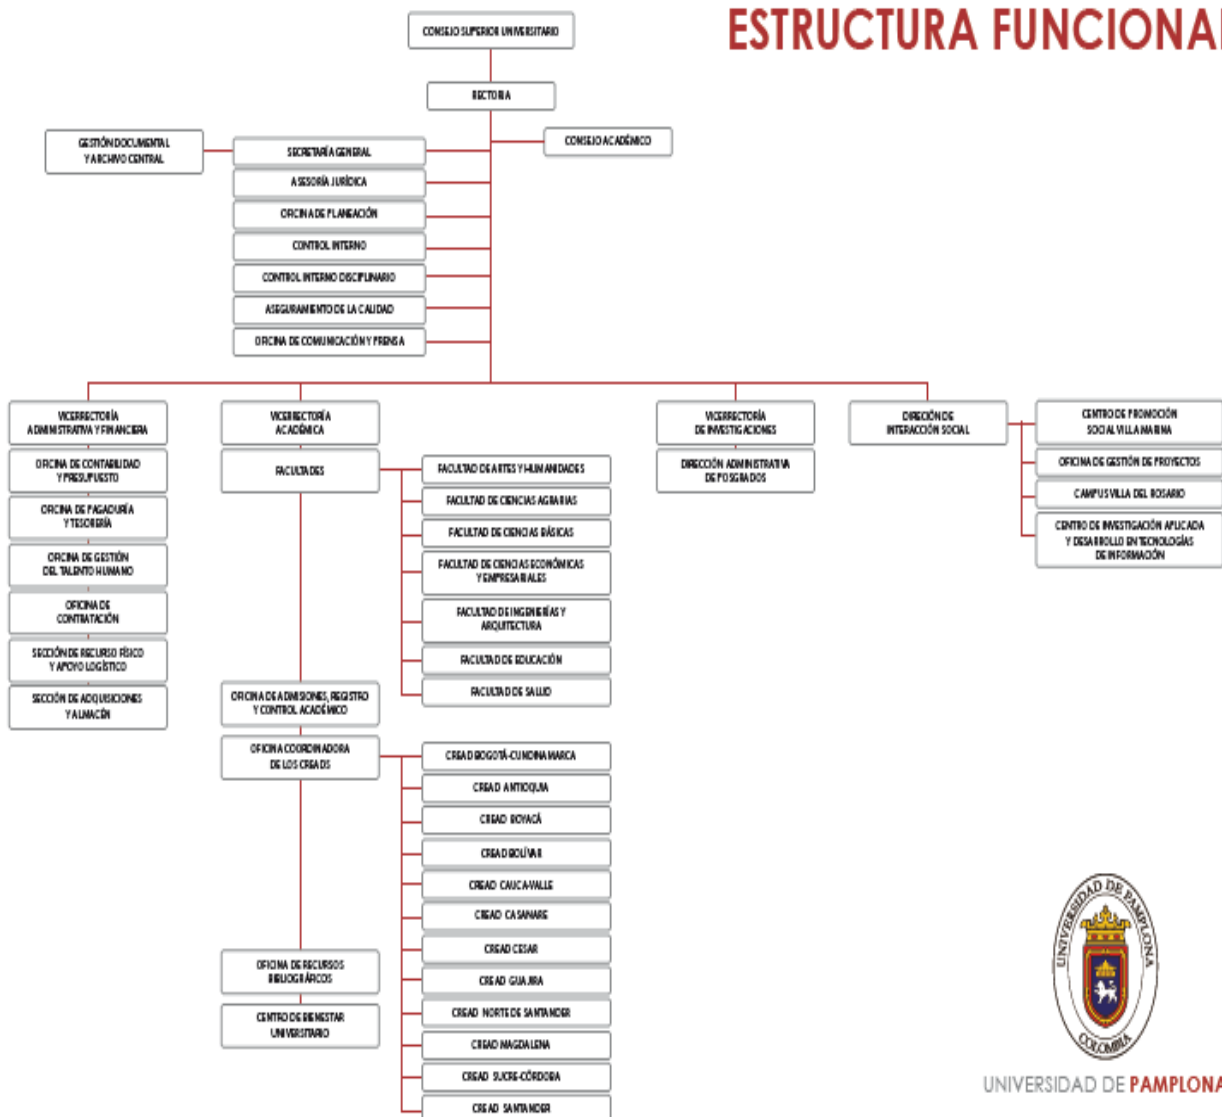 ESTRUCTURA FUNCIONAL
CONSEJO SUPERIOR UNIVERSITARIO
RECTORIA
CONSEJO ACADÉMICO
GESTIÓN DOCUMENTAL
Y ARCHIVO CENTRAL
SECRETARÍA GENERAL
ASESORÍA JURÍDICA
OFICINA DE PLANEACIÓN
CONTROL INTERNO
CONTROL INTERNO DISCIPLINARIO
ASEGURAMIENTO DE LA CALIDAD
OFICINA DE COMUNICACIÓN Y PRENSA
VICERRECTORÍA
ADMINISTRATIVA Y FINANCIERA
OFICINA DE CONTABILIDAD
Y PRESUPUESTO
OFICINA DE PAGADURÍA
Y TESORERÍA
OFICINA DE GESTIÓN
DEL TALENTO HUMANO
OFICINA DE
CONTRATACIÓN
SECCIÓN DE RECURSO FÍSICO
Y APOYO LOGÍSTICO
SECCIÓN DE ADQUISICIONES
Y ALMACÉN
VICERRECTORÍA
ACADÉMICA
FACULTADES
FACULTAD DE ARTES Y HUMANIDADES
FACULTAD DE CIENCIAS AGRARIAS
FACULTAD DE CIENCIAS BÁSICAS
FACULTAD DE CIENCIAS ECONÓMICAS
Y EMPRESARIALES
FACULTAD DE INGENIERÍAS Y
ARQUITECTURA
FACULTAD DE EDUCACIÓN
FACULTAD DE SALUD
OFICINA DE ADMISIONES, REGISTRO
Y CONTROL ACADÉMICO
OFICINA COORDINADORA
DE LOS CREADS
CREAD BOGOTÁ-CUNDINAMARCA
CREAD ANTIOQUIA
CREAD BOYACÁ
CREAD BOLÍVAR
CREAD CAUCA-VALLE
CREAD CASANARE
CREAD CESAR
CREAD GUAJIRA
CREAD NORTE DE SANTANDER
CREAD MAGDALENA
CREAD SUCRE-CÓRDOBA
CREAD SANTANDER
OFICINA DE RECURSOS
BIBLIOGRÁFICOS
CENTRO DE BIENESTAR
UNIVERSITARIO
VICERRECTORÍA
DE INVESTIGACIONES
DIRECCIÓN ADMINISTRATIVA
DE POSGRADOS
DIRECIÓN DE
INTERACCIÓN SOCIAL
CENTRO DE PROMOCIÓN
SOCIAL VILLA MARINA
OFICINA DE GESTIÓN DE PROYECTOS
CAMPUS VILLA DEL ROSARIO
CENTRO DE INVESTIGACIÓN APLICADA
Y DESARROLLO EN TECNOLOGÍAS
DE INFORMACIÓN
UNIVERSIDAD DE PAMPLONA
COLOMBIA
UNIVERSIDAD DE PAMPLONA